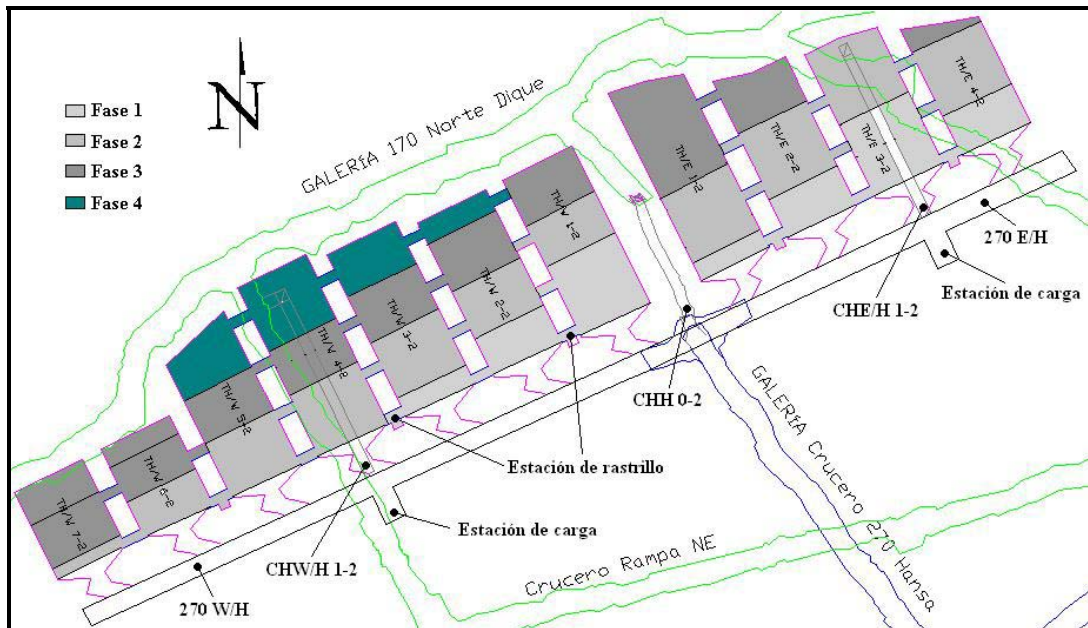 N
Fase 1
Fase 2
Fase 3
Fase 4
GALERÍA 170 Norte Dique
TH/E 1-2
TH/E 2-2
TH/E 3-2
TH/E 4-2
TH/W 1-2
TH/W 2-2
TH/W 3-2
TH/W 4-2
TH/W 5-2
TH/W 6-2
TH/W 7-2
270 E/H
Estación de carga
CHE/H 1-2
CHH 0-2
GALERÍA Crucero 270 Hansa
Estación de rastrillo
Estación de carga
CHW/H 1-2
270 W/H
Crucero Rampa NE